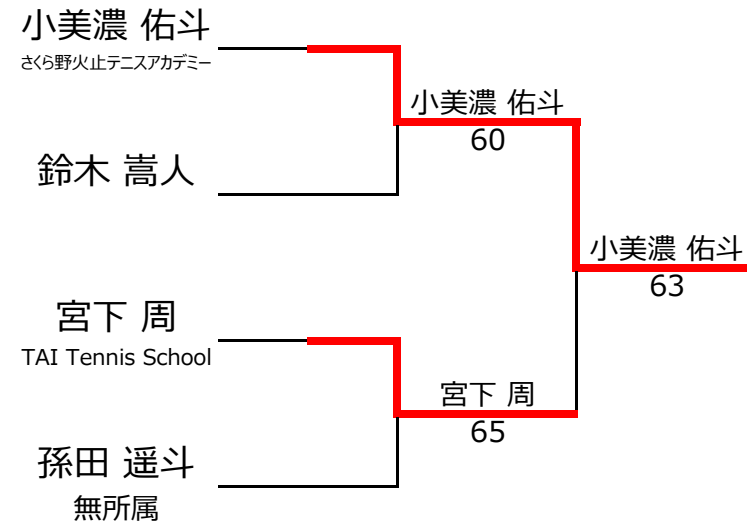 小美濃 佑斗
さくら野火止テニスアカデミー
小美濃 佑斗
60
鈴木 嵩人
小美濃 佑斗
63
宮下 周
TAI Tennis School
宮下 周
65
孫田 遥斗
無所属